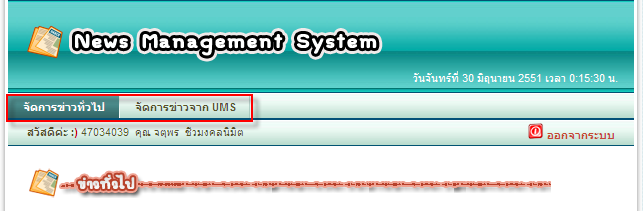 News Management System
วันจันทร์ที่ 30 มิถุนายน 2551 เวลา 0:15:30 น.
จัดการข่าวทั่วไป จัดการข่าวจาก UMS
สวัสดีค่ะ :) 47034039 คุณ จตุพร ชัวมงคลนิมิต ออกจากระบบ
ข่าวทั่วไป